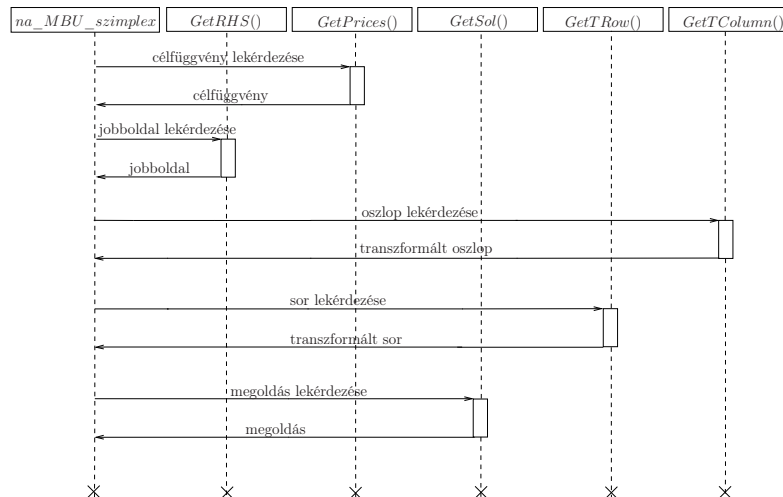 na_MBU_szimplex
GetRHS()
GetPrices()
GetSol()
GetTRow()
GetTColumn()
célfüggvény lekérdezése
célfüggvény
jobboldal lekérdezése
jobboldal
oszlop lekérdezése
transzformált oszlop
sor lekérdezése
transzformált sor
megoldás lekérdezése
megoldás